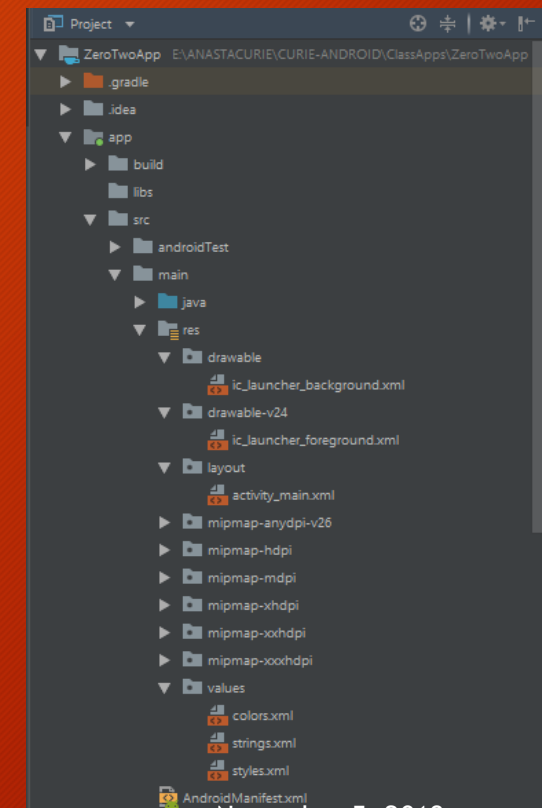 Project
ZeroTwoApp E:\ANASTACURIE\CURIE-ANDROID\ClassApps\ZeroTwoApp
.gradle
.idea
app
build
libs
src
androidTest
main
java
res
drawable
ic_launcher_background.xml
drawable-v24
ic_launcher_foreground.xml
layout
activity_main.xml
mipmap-anydpi-v26
mipmap-hdpi
mipmap-mdpi
mipmap-xhdpi
mipmap-xxhdpi
mipmap-xxxhdpi
values
colors.xml
strings.xml
styles.xml
AndroidManifest.xml